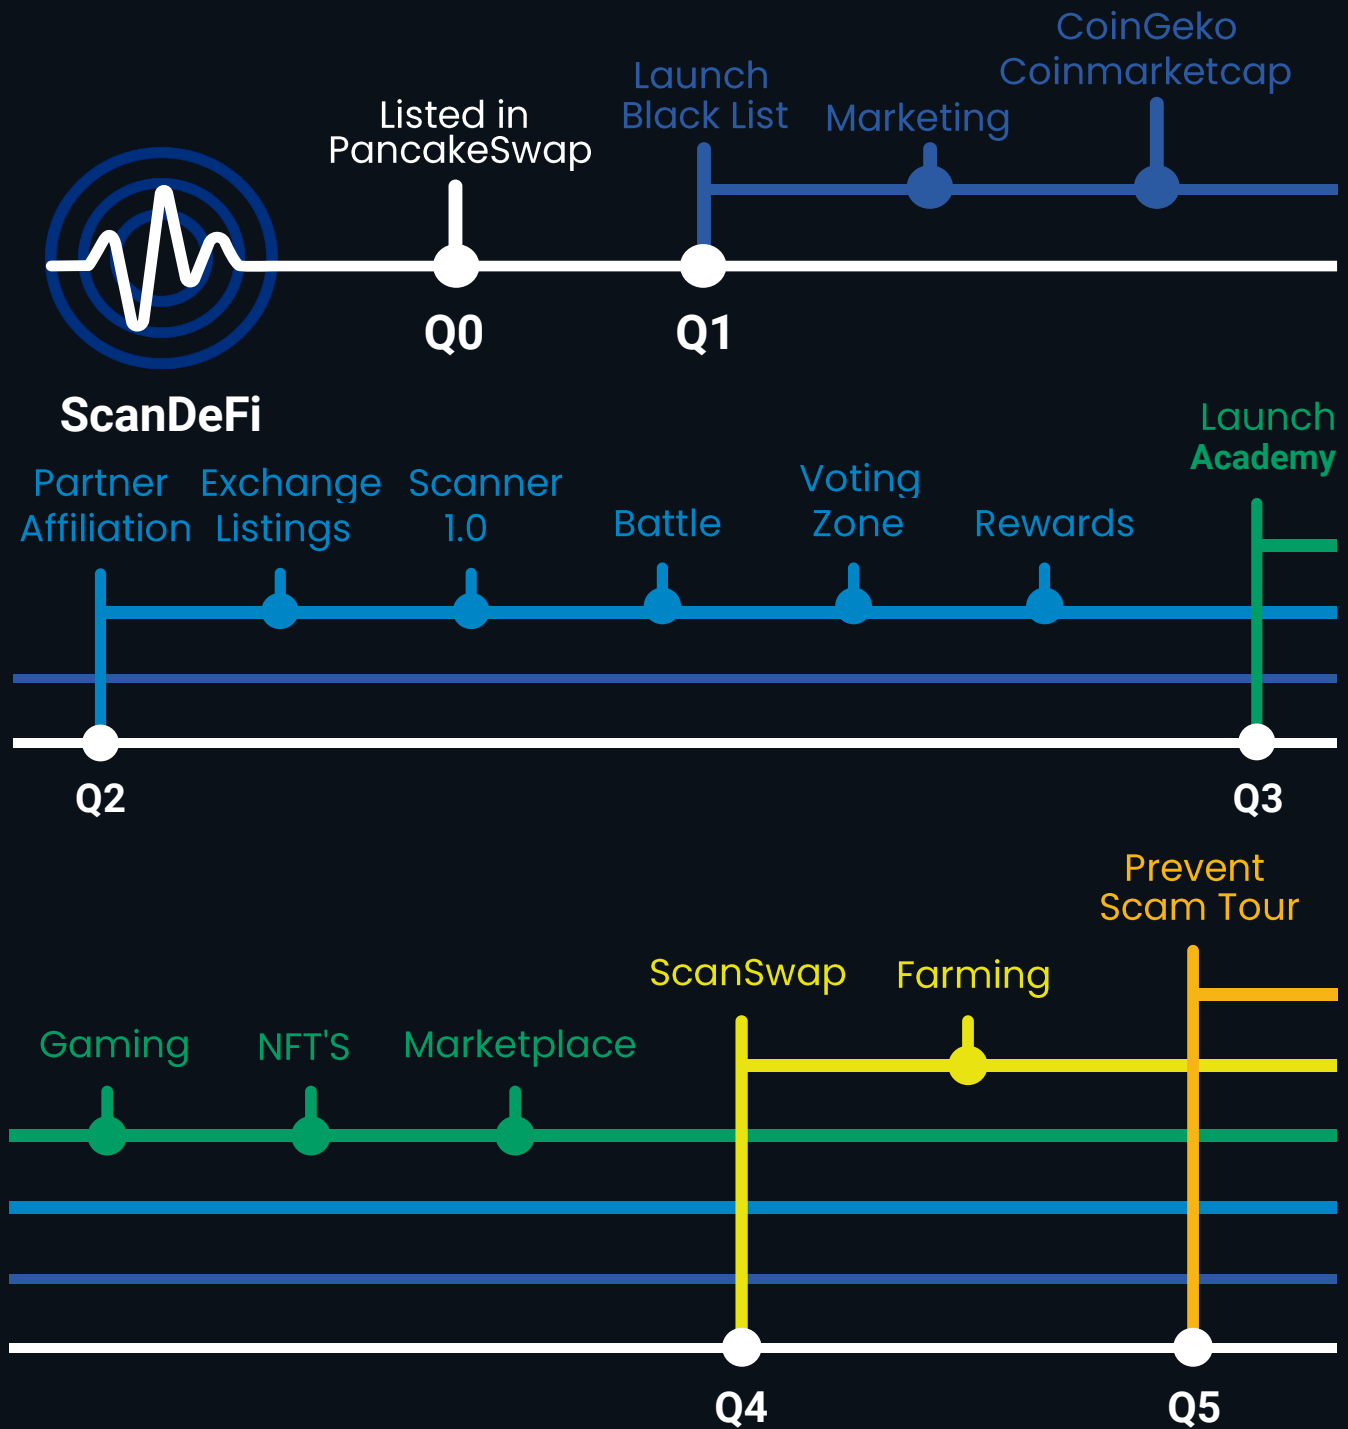 CoinGeko
Coinmarketcap
Launch
Black List
Marketing
Listed in
PancakeSwap
Q0
Q1
ScanDeFi
Launch
Academy
Partner
Affiliation
Exchange
Listings
Scanner
1.0
Battle
Voting
Zone
Rewards
Q2
Q3
Prevent
Scam Tour
ScanSwap
Farming
Gaming
NFT'S
Marketplace
Q4
Q5